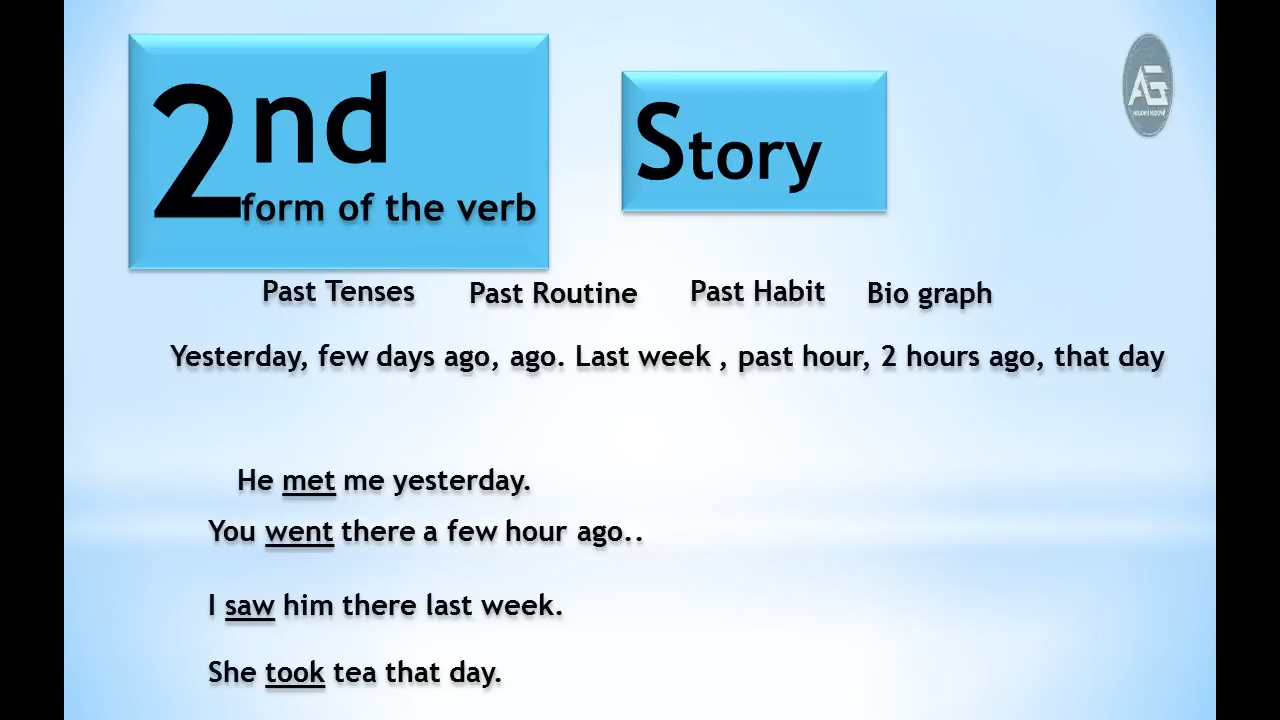 2nd
form of the verb
Story
AG
Past Tenses Past Routine Past Habit Bio graph
Yesterday, few days ago, ago. Last week , past hour, 2 hours ago, that day
He met me yesterday.
You went there a few hour ago..
I saw him there last week.
She took tea that day.